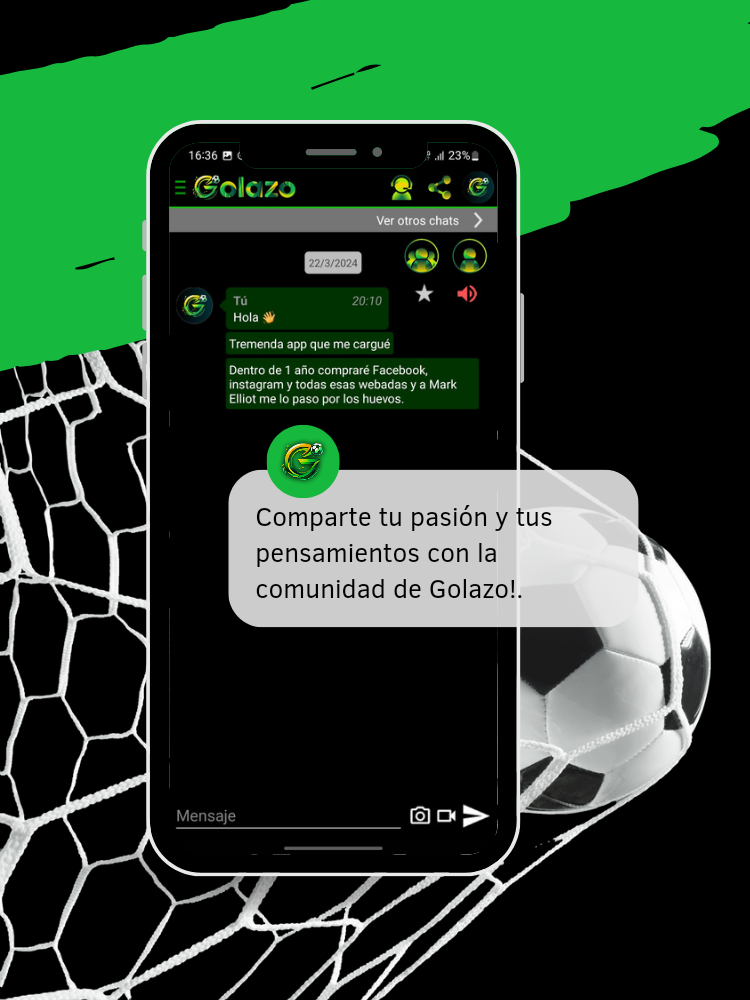 16:36
23%
Golazo
Ver otros chats
22/3/2024
Tú 20:10
Hola 👋
Tremenda app que me cargué
Dentro de 1 año compraré Facebook,
instagram y todas esas webadas y a Mark
Elliot me lo paso por los huevos.
Comparte tu pasión y tus
pensamientos con la
comunidad de Golazo!.
Mensaje